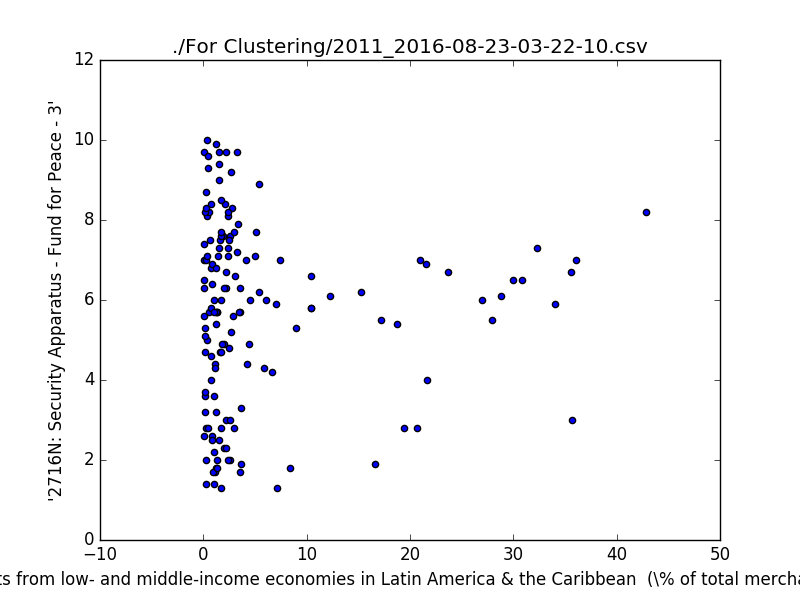 ./For Clustering/2011_2016-08-23-03-22-10.csv
12
10
8
6
4
2
0
'2716N: Security Apparatus - Fund for Peace - 3'
−10 0 10 20 30 40 50
from low- and middle-income economies in Latin America & the Caribbean (\% of total